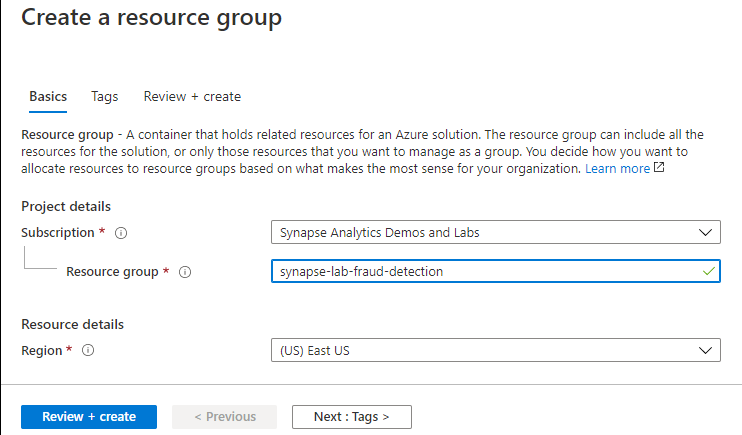 Create a resource group
Basics Tags Review + create
Resource group - A container that holds related resources for an Azure solution. The resource group can include all the
resources for the solution, or only those resources that you want to manage as a group. You decide how you want to
allocate resources to resource groups based on what makes the most sense for your organization. Learn more
Project details
Subscription * Synapse Analytics Demos and Labs
Resource group * synapse-lab-fraud-detection
Resource details
Region * (US) East US
Review + create < Previous Next : Tags >